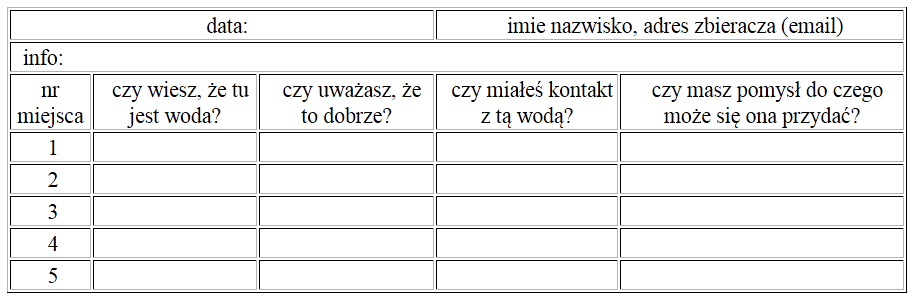 data: imie nazwisko, adres zbieracza (email)
info:
nr miejsca czy wiesz, że tu jest woda? czy uważasz, że to dobrze? czy miałeś kontakt z tą wodą? czy masz pomysł do czego może się ona przydać?
1
2
3
4
5